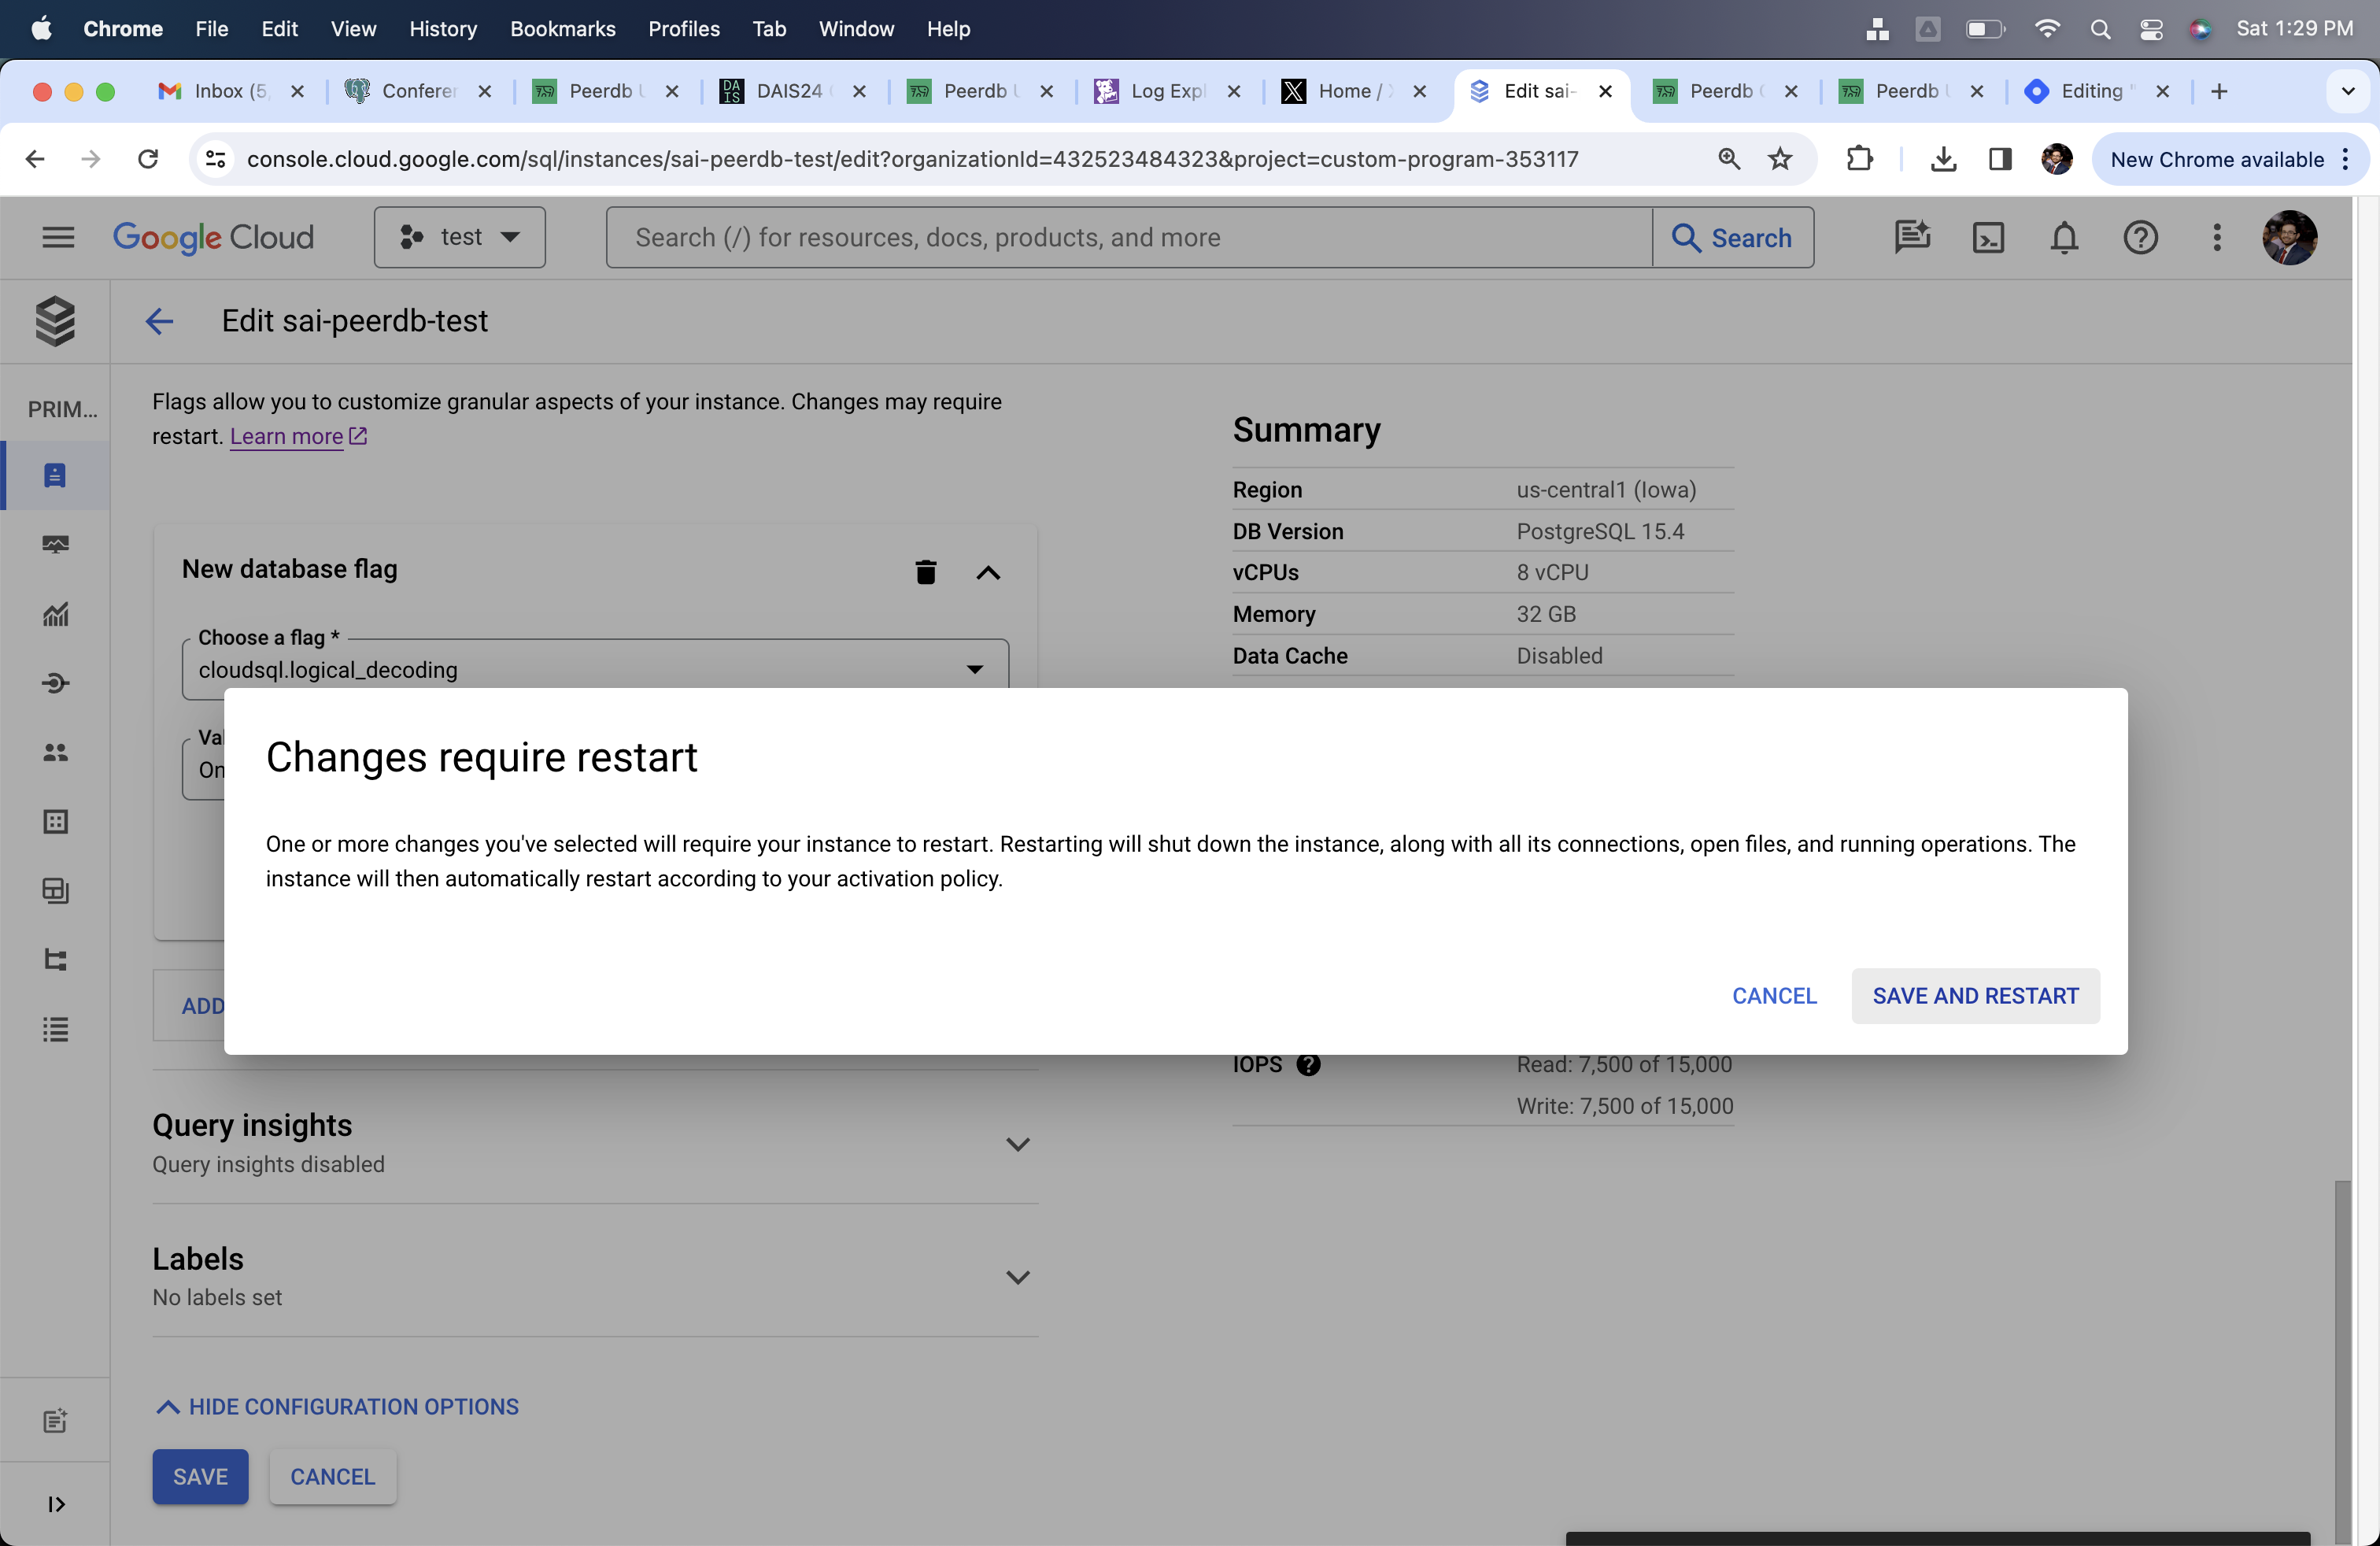 Chrome File Edit View History Bookmarks Profiles Tab Window Help Sat 1:29 PM
Inbox (5, Confere Peerdb DAIS24 Peerdb Log Expl Home / Edit sai- Peerdb Peerdb Editing "
console.cloud.google.com/sql/instances/sai-peerdb-test/edit?organizationId=432523484323&project=custom-program-353117 New Chrome available
Google Cloud test Search (/) for resources, docs, products, and more Search
Edit sai-peerdb-test
PRIM...
Flags allow you to customize granular aspects of your instance. Changes may require
restart. Learn more
New database flag
Choose a flag *
cloudsql.logical_decoding
Val
On
ADD
Summary
Region us-central1 (Iowa)
DB Version PostgreSQL 15.4
vCPUs 8 vCPU
Memory 32 GB
Data Cache Disabled
Changes require restart
One or more changes you've selected will require your instance to restart. Restarting will shut down the instance, along with all its connections, open files, and running operations. The
instance will then automatically restart according to your activation policy.
CANCEL SAVE AND RESTART
IOPS Read: 7,500 of 15,000
Write: 7,500 of 15,000
Query insights
Query insights disabled
Labels
No labels set
HIDE CONFIGURATION OPTIONS
SAVE CANCEL